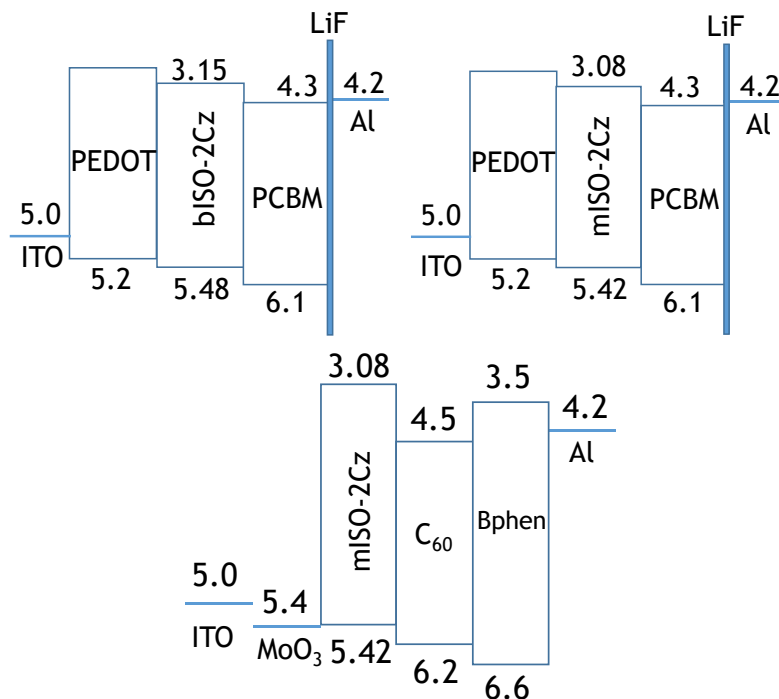 LiF
3.15
4.3
4.2
Al
PEDOT
bISO-2Cz
PCBM
5.0
ITO
5.2
5.48
6.1
LiF
3.08
4.3
4.2
Al
PEDOT
mISO-2Cz
PCBM
5.0
ITO
5.2
5.42
6.1
3.08
4.5
3.5
4.2
Al
mISO-2Cz
C₆₀
Bphen
5.0
ITO
5.4
MoO₃
5.42
6.2
6.6